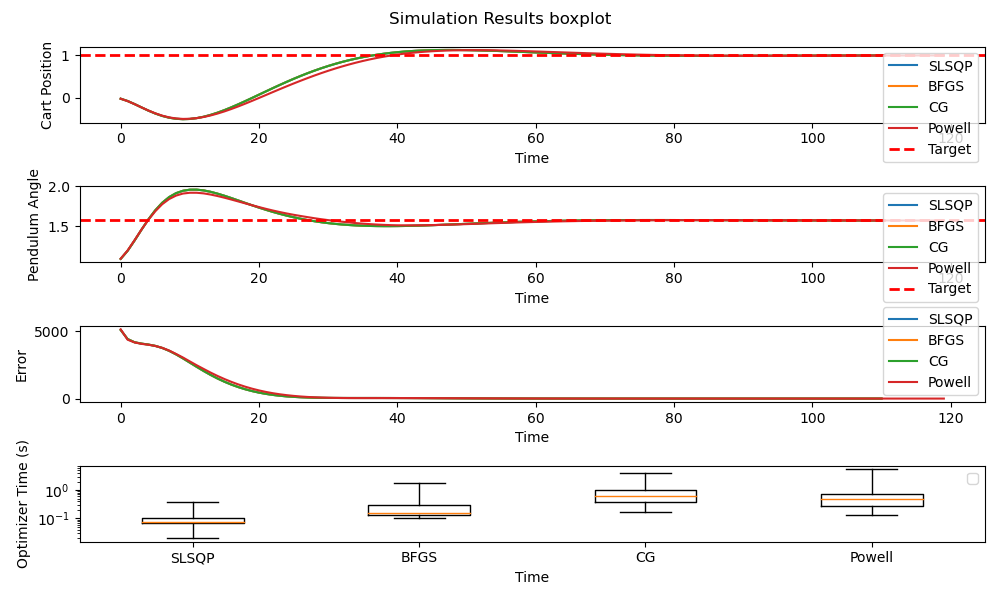 Simulation Results boxplot
Cart Position
1
0
0 20 40 60 80 100 120
Time
SLSQP
BFGS
CG
Powell
Target
Pendulum Angle
2.0
1.5
0 20 40 60 80 100 120
Time
SLSQP
BFGS
CG
Powell
Target
Error
5000
0
0 20 40 60 80 100 120
Time
SLSQP
BFGS
CG
Powell
Optimizer Time (s)
10⁰
10⁻¹
SLSQP BFGS CG Powell
Time